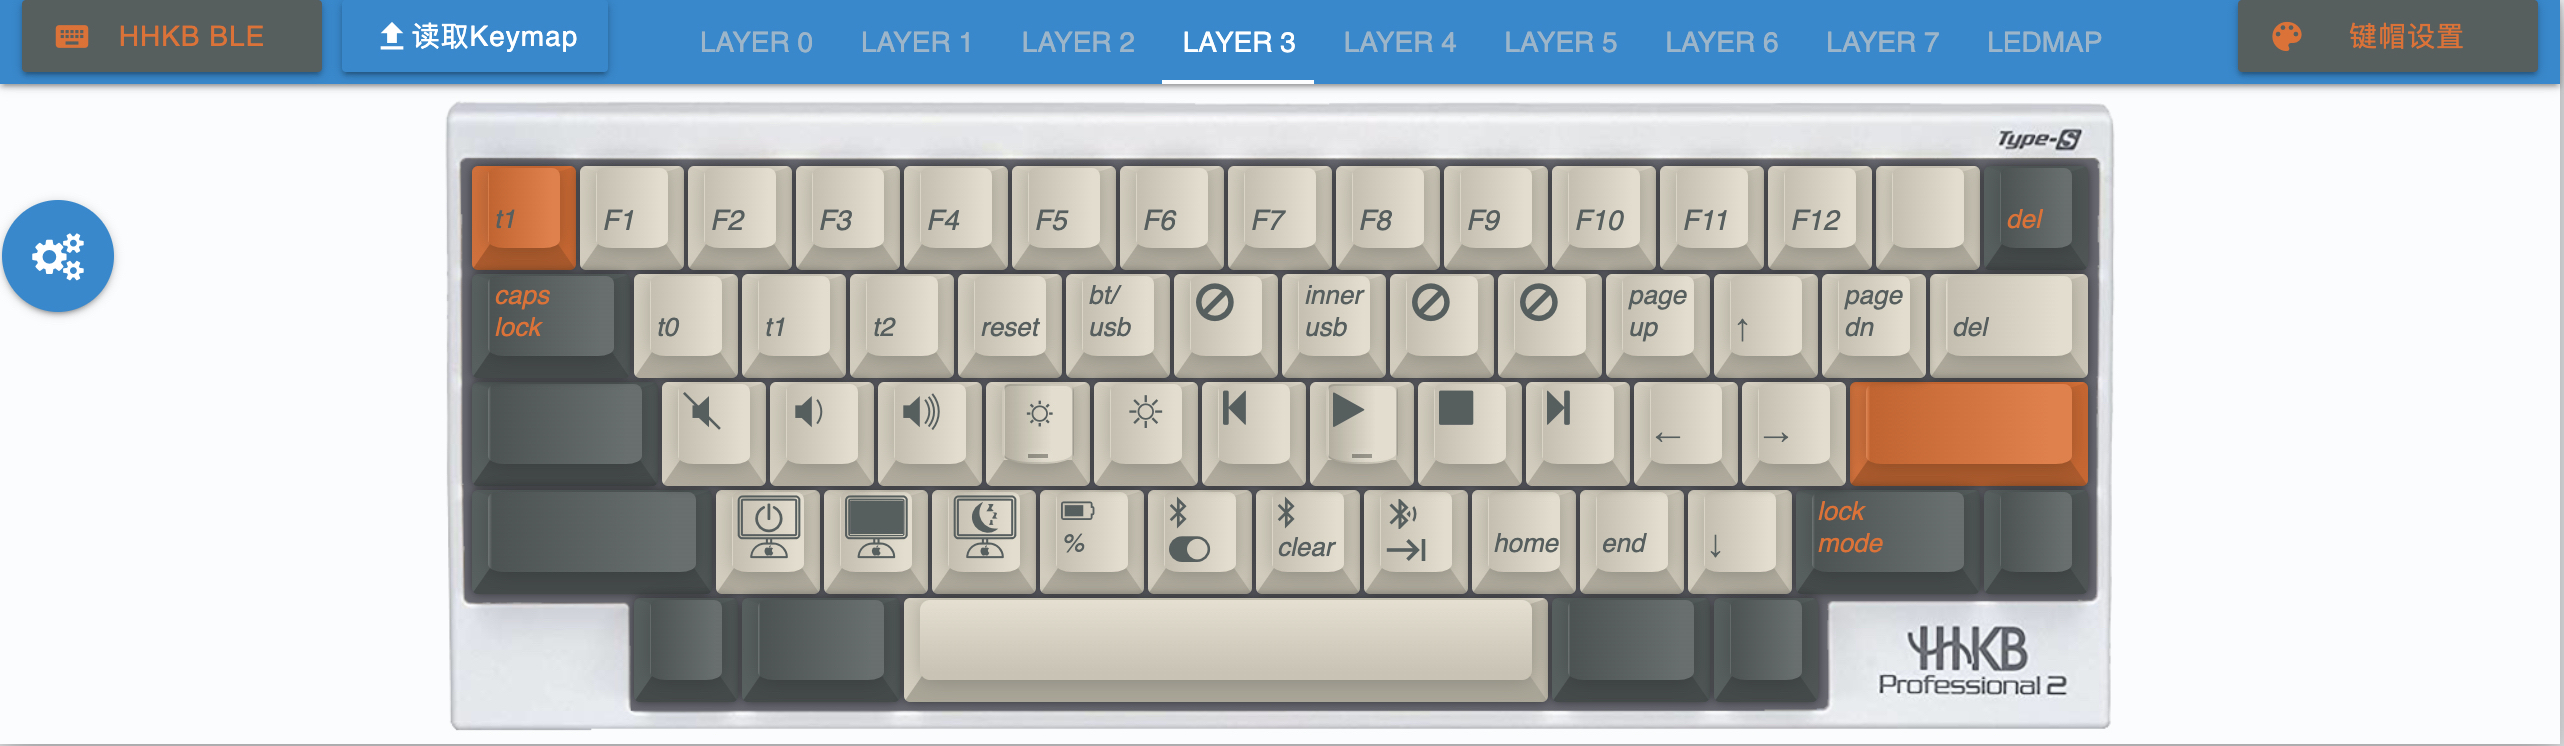 HHKB BLE
读取Keymap
LAYER 0
LAYER 1
LAYER 2
LAYER 3
LAYER 4
LAYER 5
LAYER 6
LAYER 7
LEDMAP
键帽设置
Type-S
t1
F1
F2
F3
F4
F5
F6
F7
F8
F9
F10
F11
F12
del
caps
lock
t0
t1
t2
reset
bt/
usb
inner
usb
page
up
↑
page
dn
del
←
→
%
clear
home
end
↓
lock
mode
HHKB
Professional 2